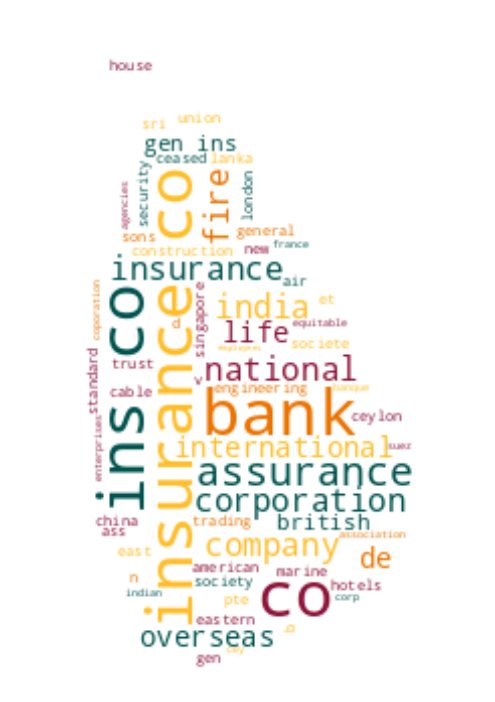 house
sri
union
gen ins
ceased
lanka
security
agencies
co
fire
london
sons
general
construction
new
france
insurance
air
coporation
ins co
insurance
singapore
india
et
life
equitable
societe
employers
trust
national
standard
v
cable
engineering
banque
bank
ceylon
enterprises
international
suez
assurance
corporation
china
ass
trading
british
association
east
company
de
american
marine
n
society
hotels
indian
pte
co
corp
eastern
overseas
gen